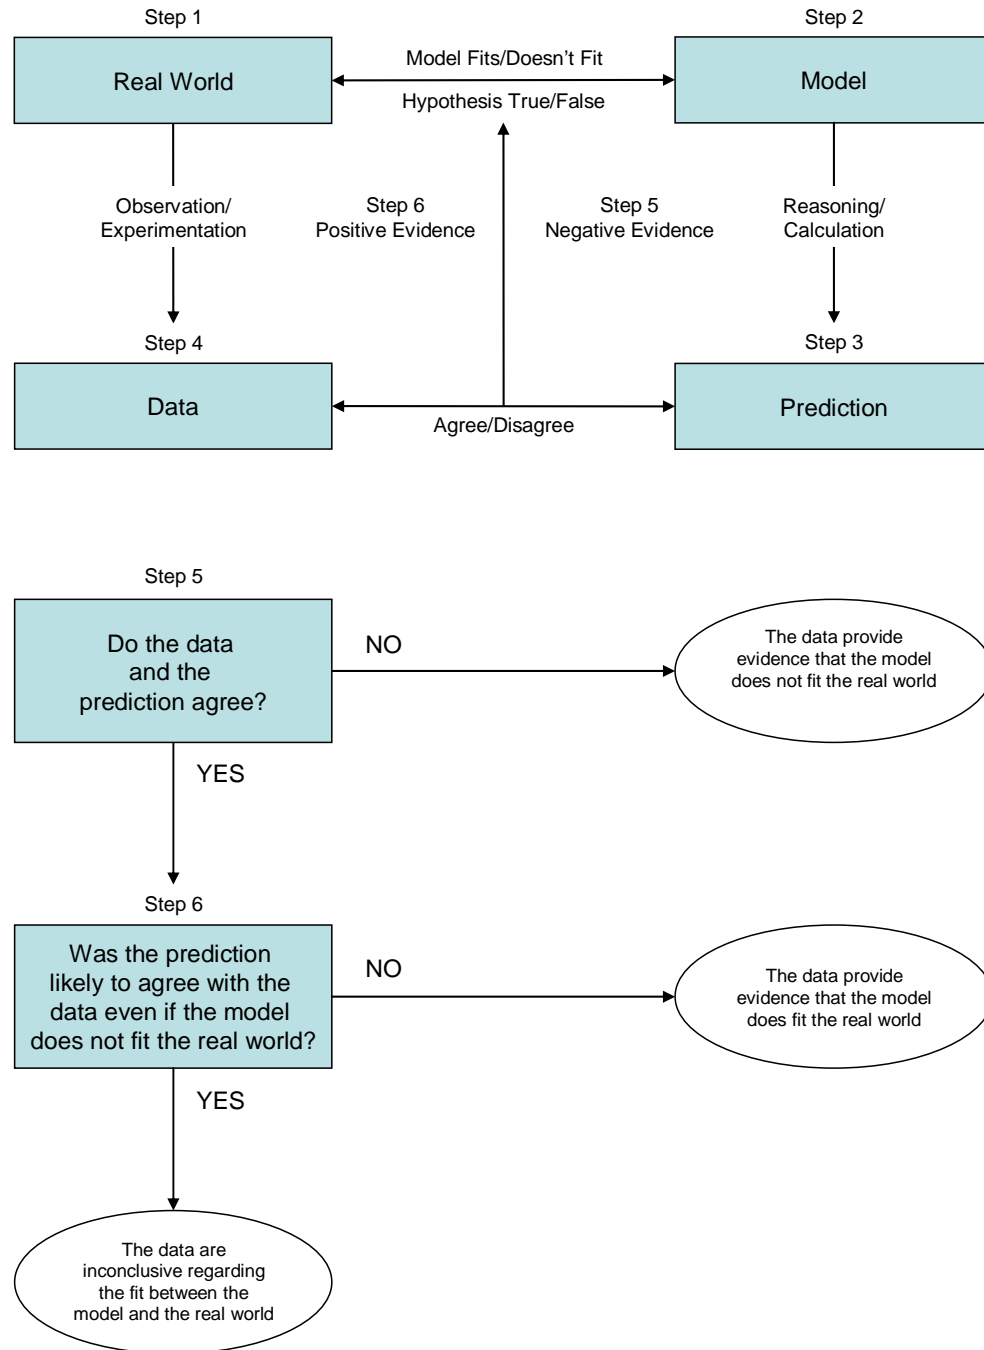 Step 1
Step 2
Real World
Model Fits/Doesn't Fit
Hypothesis True/False
Model
Observation/
Experimentation
Step 6
Positive Evidence
Step 5
Negative Evidence
Reasoning/
Calculation
Step 4
Step 3
Data
Agree/Disagree
Prediction
Step 5
Do the data
and the
prediction agree?
NO
The data provide
evidence that the model
does not fit the real world
YES
Step 6
Was the prediction
likely to agree with the
data even if the model
does not fit the real world?
NO
The data provide
evidence that the model
does fit the real world
YES
The data are
inconclusive regarding
the fit between the
model and the real world